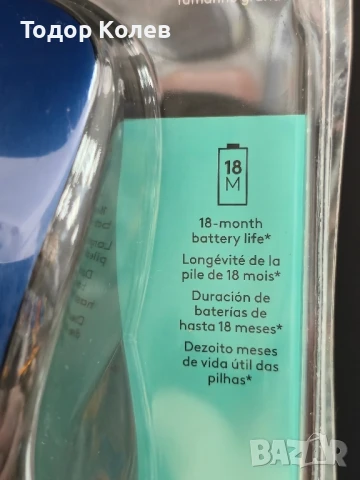 Тодор Колев
18
M
18-month
battery life*
Longévité de la
pile de 18 mois*
Duración de
baterías de
hasta 18 meses*
Dezoito meses
de vida útil das
pilhas*
BAZAR